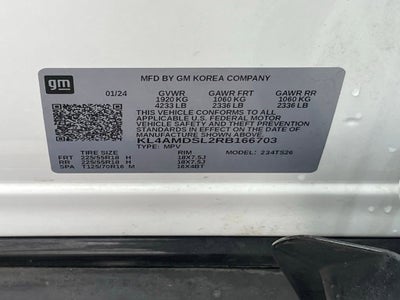 gm
MFD BY GM KOREA COMPANY
01/24 GVWR GAWR FRT GAWR RR
1920 KG 1060 KG 1060 KG
4233 LB 2336 LB 2336 LB
THIS VEHICLE CONFORMS TO ALL
APPLICABLE U.S. FEDERAL MOTOR
VEHICLE SAFETY AND THEFT
PREVENTION STANDARDS IN EFFECT ON THE DATE OF
MANUFACTURE SHOWN ABOVE.
KL4AMDSL2RB166703
TYPE: MPV MODEL: 234TS26
TIRE SIZE RIM
FRT 225/55R18 H 18X7.5J
RR 225/55R18 H 18X7.5J
SPA T125/70R16 M 16X4BT